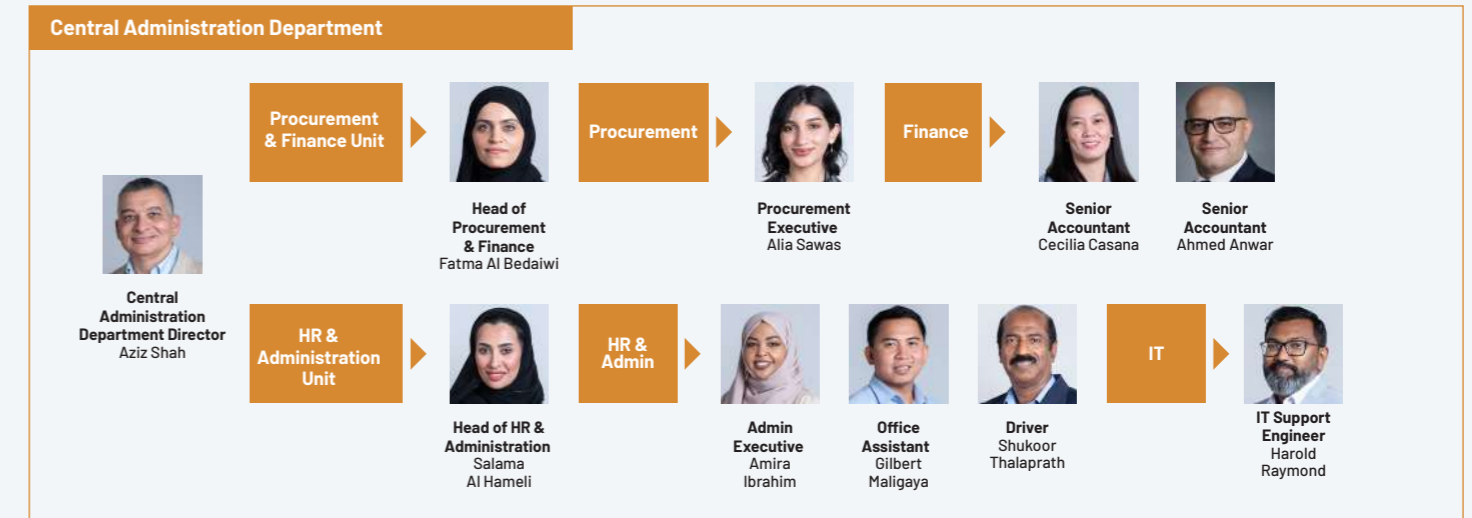 Central Administration Department
Central
Administration
Department Director
Aziz Shah
Procurement
& Finance Unit
Head of
Procurement
& Finance
Fatma Al Bedaiwi
Procurement
Procurement
Executive
Alia Sawas
Finance
Senior
Accountant
Cecilia Casana
Senior
Accountant
Ahmed Anwar
HR &
Administration
Unit
Head of HR &
Administration
Salama
Al Hameli
HR &
Admin
Admin
Executive
Amira
Ibrahim
Office
Assistant
Gilbert
Maligaya
Driver
Shukoor
Thalaprath
IT
IT Support
Engineer
Harold
Raymond